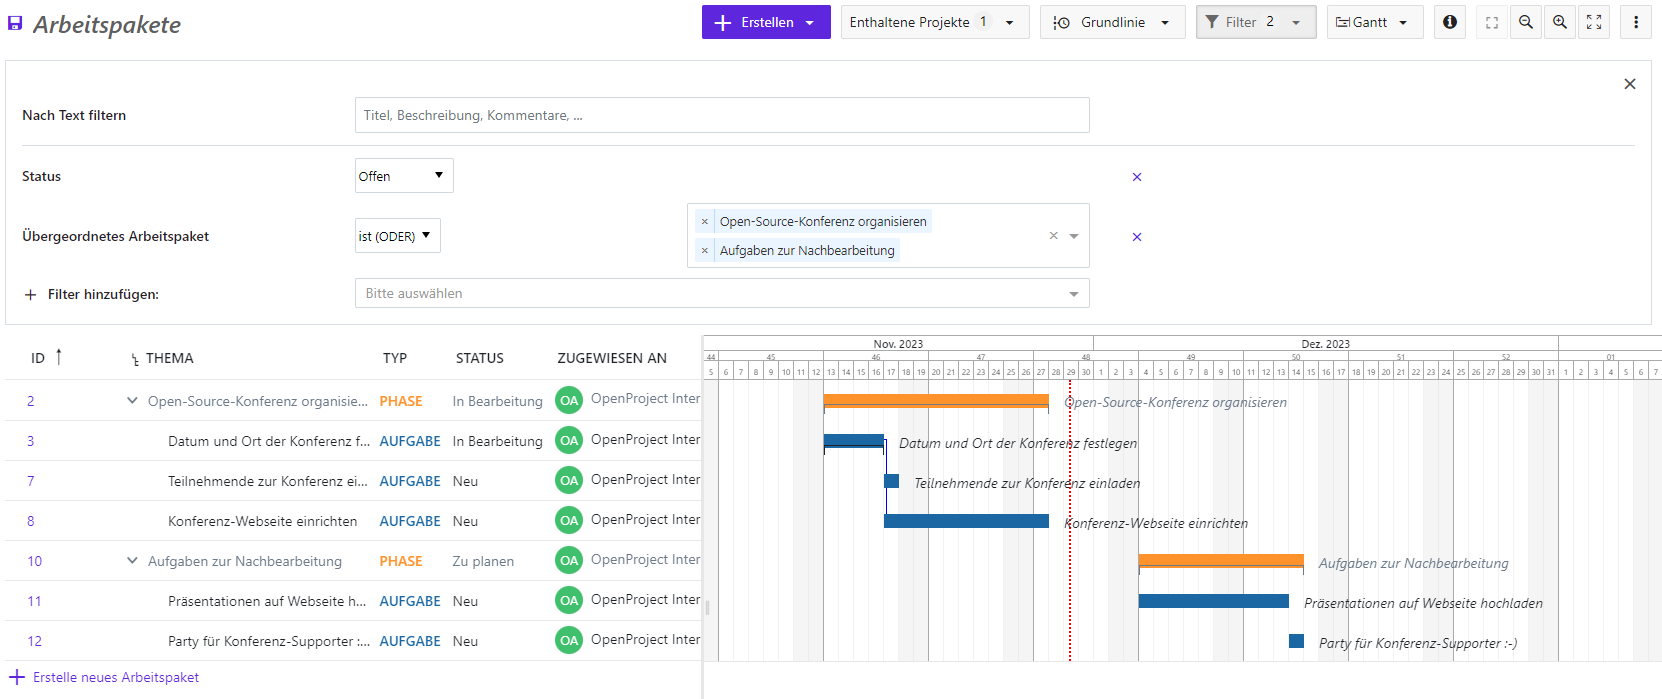 Arbeitspakete
Erstellen
Enthaltene Projekte 1
Grundlinie
Filter 2
Gantt
Nach Text filtern
Titel, Beschreibung, Kommentare, ...
Status
Offen
Übergeordnetes Arbeitspaket
ist (ODER)
× Open-Source-Konferenz organisieren
× Aufgaben zur Nachbearbeitung
+ Filter hinzufügen:
Bitte auswählen
ID THEMA TYP STATUS ZUGEWIESEN AN
2 Open-Source-Konferenz organisie... PHASE In Bearbeitung OA OpenProject Inter
3 Datum und Ort der Konferenz f... AUFGABE In Bearbeitung OA OpenProject Inter
7 Teilnehmende zur Konferenz ei... AUFGABE Neu OA OpenProject Inter
8 Konferenz-Webseite einrichten AUFGABE Neu OA OpenProject Inter
10 Aufgaben zur Nachbearbeitung PHASE Zu planen OA OpenProject Inter
11 Präsentationen auf Webseite h... AUFGABE Neu OA OpenProject Inter
12 Party für Konferenz-Supporter :... AUFGABE Neu OA OpenProject Inter
+ Erstelle neues Arbeitspaket
Nov. 2023 Dez. 2023
44 45 46 47 48 49 50 51 52 01
5 6 7 8 9 10 11 12 13 14 15 16 17 18 19 20 21 22 23 24 25 26 27 28 29 30 1 2 3 4 5 6 7 8 9 10 11 12 13 14 15 16 17 18 19 20 21 22 23 24 25 26 27 28 29 30 31 1 2 3 4 5 6 7
Open-Source-Konferenz organisieren
Datum und Ort der Konferenz festlegen
Teilnehmende zur Konferenz einladen
Konferenz-Webseite einrichten
Aufgaben zur Nachbearbeitung
Präsentationen auf Webseite hochladen
Party für Konferenz-Supporter :-)